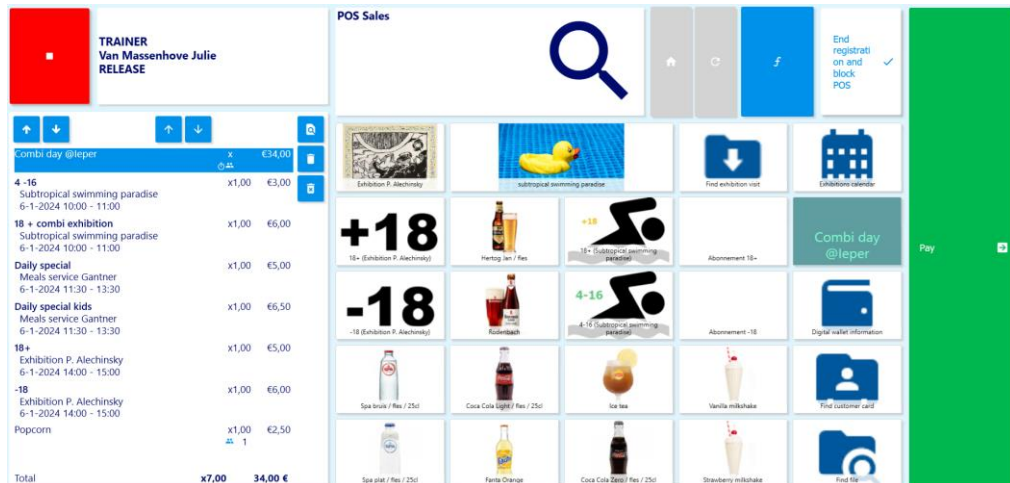 TRAINER
Van Massenhove Julie
RELEASE
POS Sales
End
registrati
on and
block
POS
Combi day @Ieper x €34,00
4 -16 x1,00 €3,00
Subtropical swimming paradise
6-1-2024 10:00 - 11:00
18 + combi exhibition x1,00 €6,00
Subtropical swimming paradise
6-1-2024 10:00 - 11:00
Daily special x1,00 €5,00
Meals service Gantner
6-1-2024 11:30 - 13:30
Daily special kids x1,00 €6,50
Meals service Gantner
6-1-2024 11:30 - 13:30
18+ x1,00 €5,00
Exhibition P. Alechinsky
6-1-2024 14:00 - 15:00
-18 x1,00 €6,00
Exhibition P. Alechinsky
6-1-2024 14:00 - 15:00
Popcorn x1,00 €2,50
1
Total x7,00 34,00 €
Exhibition P. Alechinsky
subtropical swimming paradise
Find exhibition visit
Exhibitions calendar
+18
18+ (Exhibition P. Alechinsky)
Hertog Jan / fles
+18
18+ (Subtropical swimming
paradise)
Abonnement 18+
Combi day
@Ieper
-18
-18 (Exhibition P. Alechinsky)
Rodenbach
4-16
4-16 (Subtropical swimming
paradise)
Abonnement -18
Digital wallet information
Spa bruis / fles / 25cl
Coca Cola Light / fles / 25cl
Ice tea
Vanilla milkshake
Find customer card
Spa plat / fles / 25cl
Fanta Orange
Coca Cola Zero / fles / 25cl
Strawberry milkshake
Find file
Pay